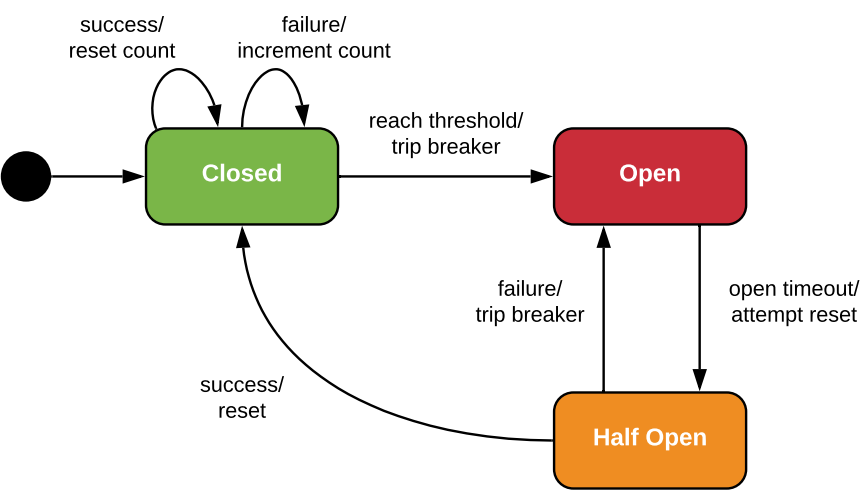 success/
reset count
failure/
increment count
reach threshold/
trip breaker
Closed
Open
failure/
trip breaker
open timeout/
attempt reset
success/
reset
Half Open